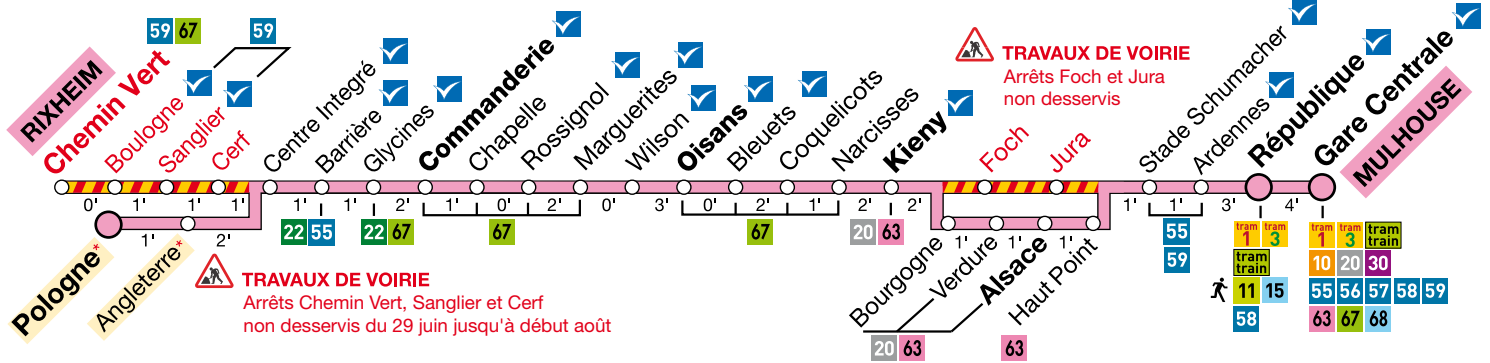 RIXHEIM
59 67
59
Chemin Vert
Boulogne
Sanglier
Cerf
Centre Integré
Barrière
Glycines
Commanderie
Chapelle
Rossignol
Marguerites
Wilson
Oisans
Bleuets
Coquelicots
Narcisses
Kieny
TRAVAUX DE VOIRIE
Arrêts Foch et Jura
non desservis
Foch
Jura
Stade Schumacher
Ardennes
République
Gare Centrale
MULHOUSE
0' 1' 1' 1' 1' 1' 2' 1' 0' 2' 0' 3' 0' 2' 1' 2' 2' 1' 1' 3' 4'
1' 2'
22 55
22 67
67
67
20 63
Pologne*
Angleterre*
TRAVAUX DE VOIRIE
Arrêts Chemin Vert, Sanglier et Cerf
non desservis du 29 juin jusqu'à début août
1' 1' 1'
Bourgogne
Verdure
Alsace
Haut Point
20 63
63
55
59
tram 1 tram 3
tram train
11 15
58
tram 1 tram 3 tram train
10 20 30
55 56 57 58 59
63 67 68